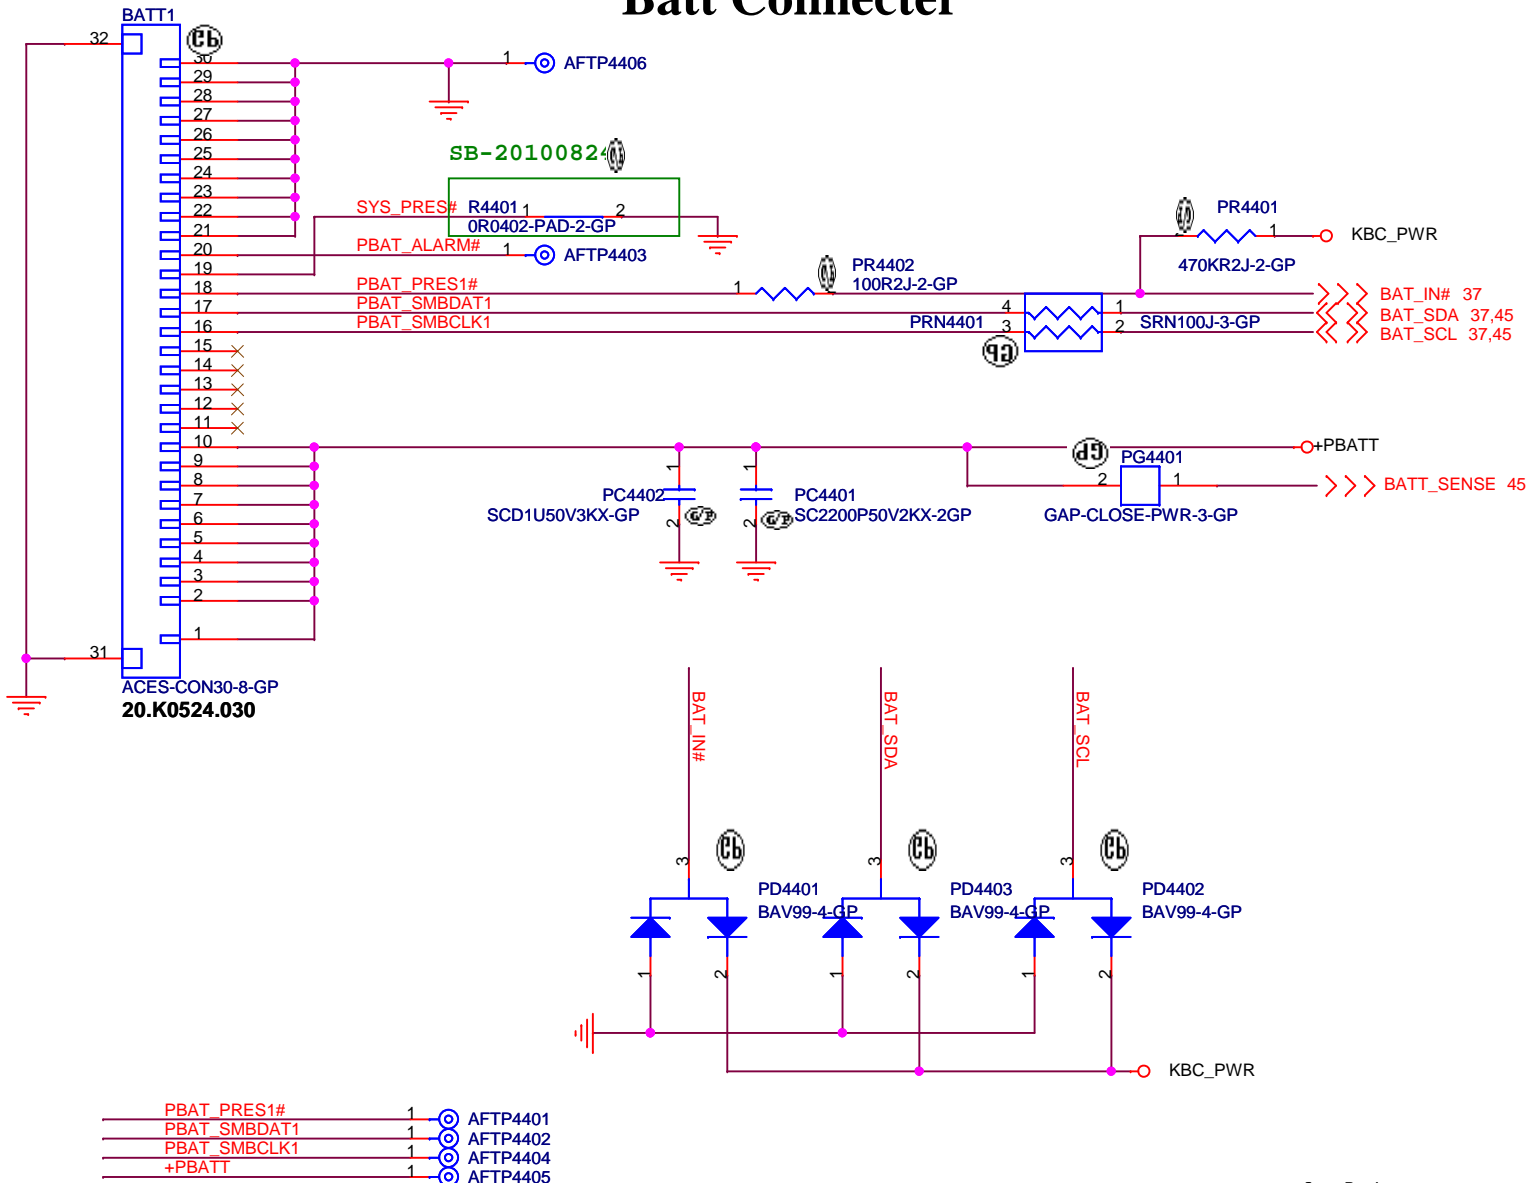 Batt Connecter
BATT1
32
30
29
28
27
26
25
24
23
22
21
20
19
18
17
16
15
14
13
12
11
10
9
8
7
6
5
4
3
2
1
31
ACES-CON30-8-GP
20.K0524.030
1 AFTP4406
SB-20100824
SYS_PRES# R4401 1 2
0R0402-PAD-2-GP
PBAT_ALARM# 1 AFTP4403
PBAT_PRES1# 1
PBAT_SMBDAT1
PBAT_SMBCLK1
PR4402
100R2J-2-GP
PR4401
1 KBC_PWR
470KR2J-2-GP
PRN4401 4 3 1 2 SRN100J-3-GP
BAT_IN# 37
BAT_SDA 37,45
BAT_SCL 37,45
+PBATT
PG4401
2 1
GAP-CLOSE-PWR-3-GP
BATT_SENSE 45
1
PC4402
SCD1U50V3KX-GP
2
1
PC4401
SC2200P50V2KX-2GP
2
BAT_IN#
BAT_SDA
BAT_SCL
3
PD4401
BAV99-4-GP
1 2
3
PD4403
BAV99-4-GP
1 2
3
PD4402
BAV99-4-GP
1 2
KBC_PWR
PBAT_PRES1# 1 AFTP4401
PBAT_SMBDAT1 1 AFTP4402
PBAT_SMBCLK1 1 AFTP4404
+PBATT 1 AFTP4405